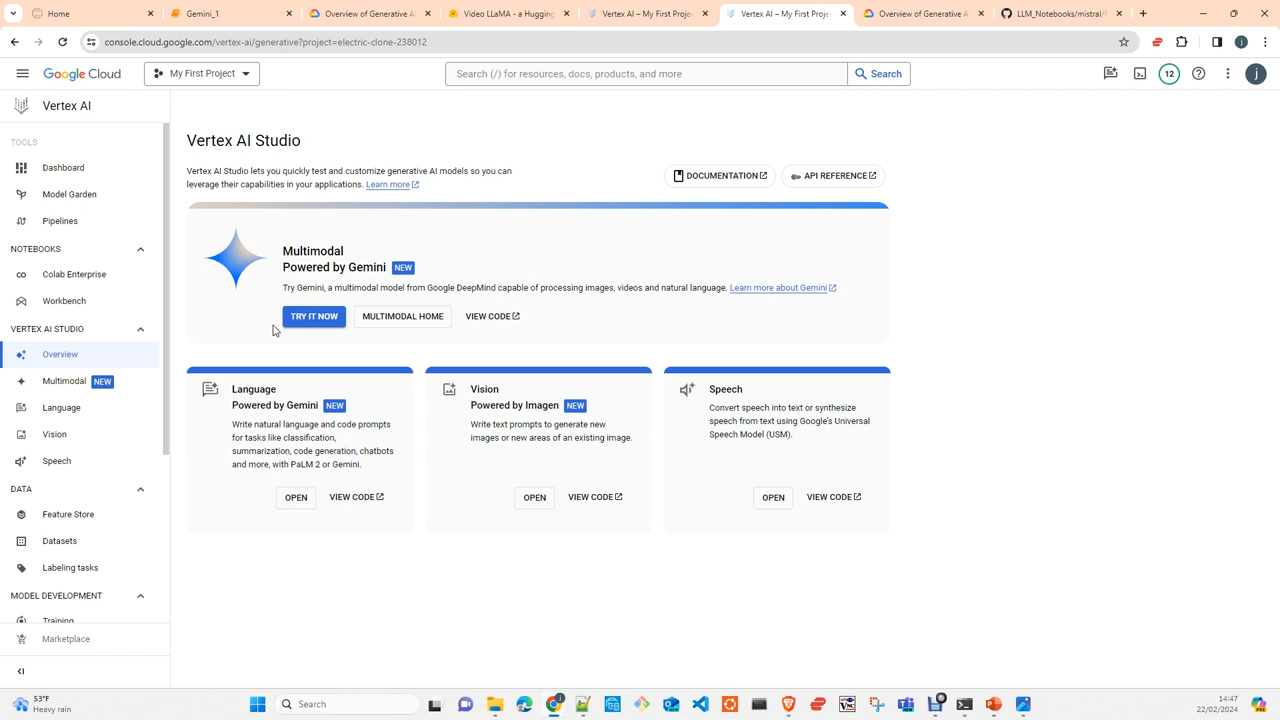 Home
Gemini_1
Overview of Generative AI
Video LLaMA - a Hugging
Vertex AI – My First Proje
Vertex AI – My First Proje
Overview of Generative AI
LLM_Notebooks/mistral/
console.cloud.google.com/vertex-ai/generative?project=electric-clone-238012
Google Cloud
My First Project
Search (/) for resources, docs, products, and more
Search
12
j
Vertex AI
TOOLS
Dashboard
Model Garden
Pipelines
NOTEBOOKS
Colab Enterprise
Workbench
VERTEX AI STUDIO
Overview
Multimodal NEW
Language
Vision
Speech
DATA
Feature Store
Datasets
Labeling tasks
MODEL DEVELOPMENT
Training
Marketplace
Vertex AI Studio
Vertex AI Studio lets you quickly test and customize generative AI models so you can
leverage their capabilities in your applications. Learn more
DOCUMENTATION
API REFERENCE
Multimodal
Powered by Gemini NEW
Try Gemini, a multimodal model from Google DeepMind capable of processing images, videos and natural language. Learn more about Gemini
TRY IT NOW
MULTIMODAL HOME
VIEW CODE
Language
Powered by Gemini NEW
Write natural language and code prompts
for tasks like classification,
summarization, code generation, chatbots
and more, with PaLM 2 or Gemini.
OPEN
VIEW CODE
Vision
Powered by Imagen NEW
Write text prompts to generate new
images or new areas of an existing image.
OPEN
VIEW CODE
Speech
Convert speech into text or synthesize
speech from text using Google's Universal
Speech Model (USM).
OPEN
VIEW CODE
53°F
Heavy rain
Search
14:47
22/02/2024